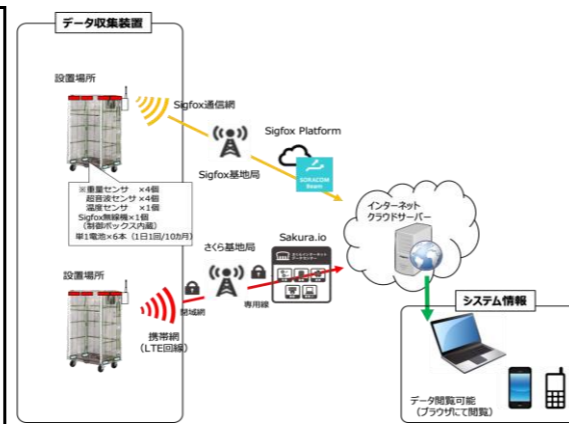 データ収集装置
設置場所
Sigfox通信網
Sigfox基地局
Sigfox Platform
SORACOM
Beam
※重量センサ ×4個
超音波センサ ×4個
温度センサ ×1個
Sigfox無線機×1個
(制御ボックス内蔵)
単1電池×6本(1日1回/10カ月)
インターネット
クラウドサーバー
さくら基地局
Sakura.io
設置場所
閉域網
専用線
携帯網
(LTE回線)
システム情報
データ閲覧可能
(ブラウザにて閲覧)